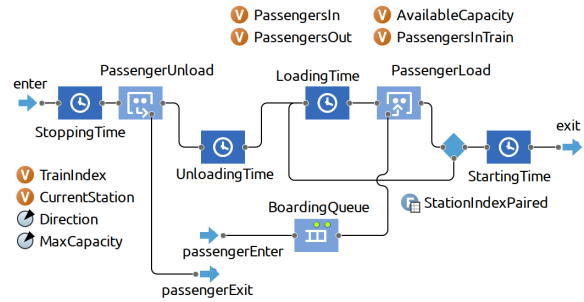 PassengersIn
AvailableCapacity
PassengersOut
PassengersInTrain
enter
PassengerUnload
LoadingTime
PassengerLoad
StoppingTime
exit
UnloadingTime
StartingTime
TrainIndex
CurrentStation
Direction
MaxCapacity
BoardingQueue
StationIndexPaired
passengerEnter
passengerExit
V
V
V
V
V
V